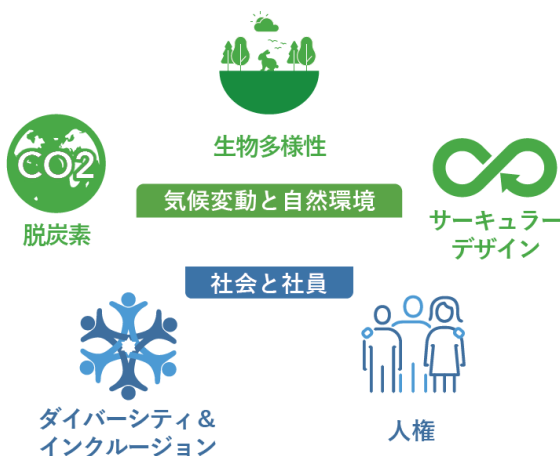 生物多様性
CO2
脱炭素
気候変動と自然環境
サーキュラー
デザイン
社会と社員
ダイバーシティ＆
インクルージョン
人権